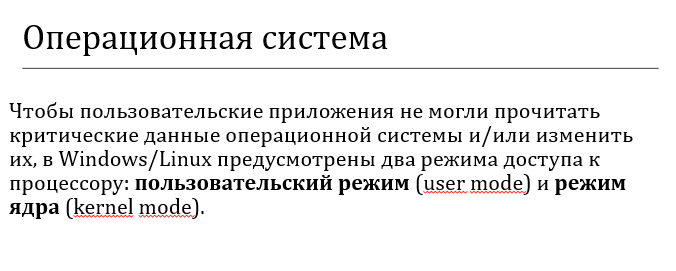 Операционная система
Чтобы пользовательские приложения не могли прочитать
критические данные операционной системы и/или изменить
их, в Windows/Linux предусмотрены два режима доступа к
процессору: пользовательский режим (user mode) и режим
ядра (kernel mode).